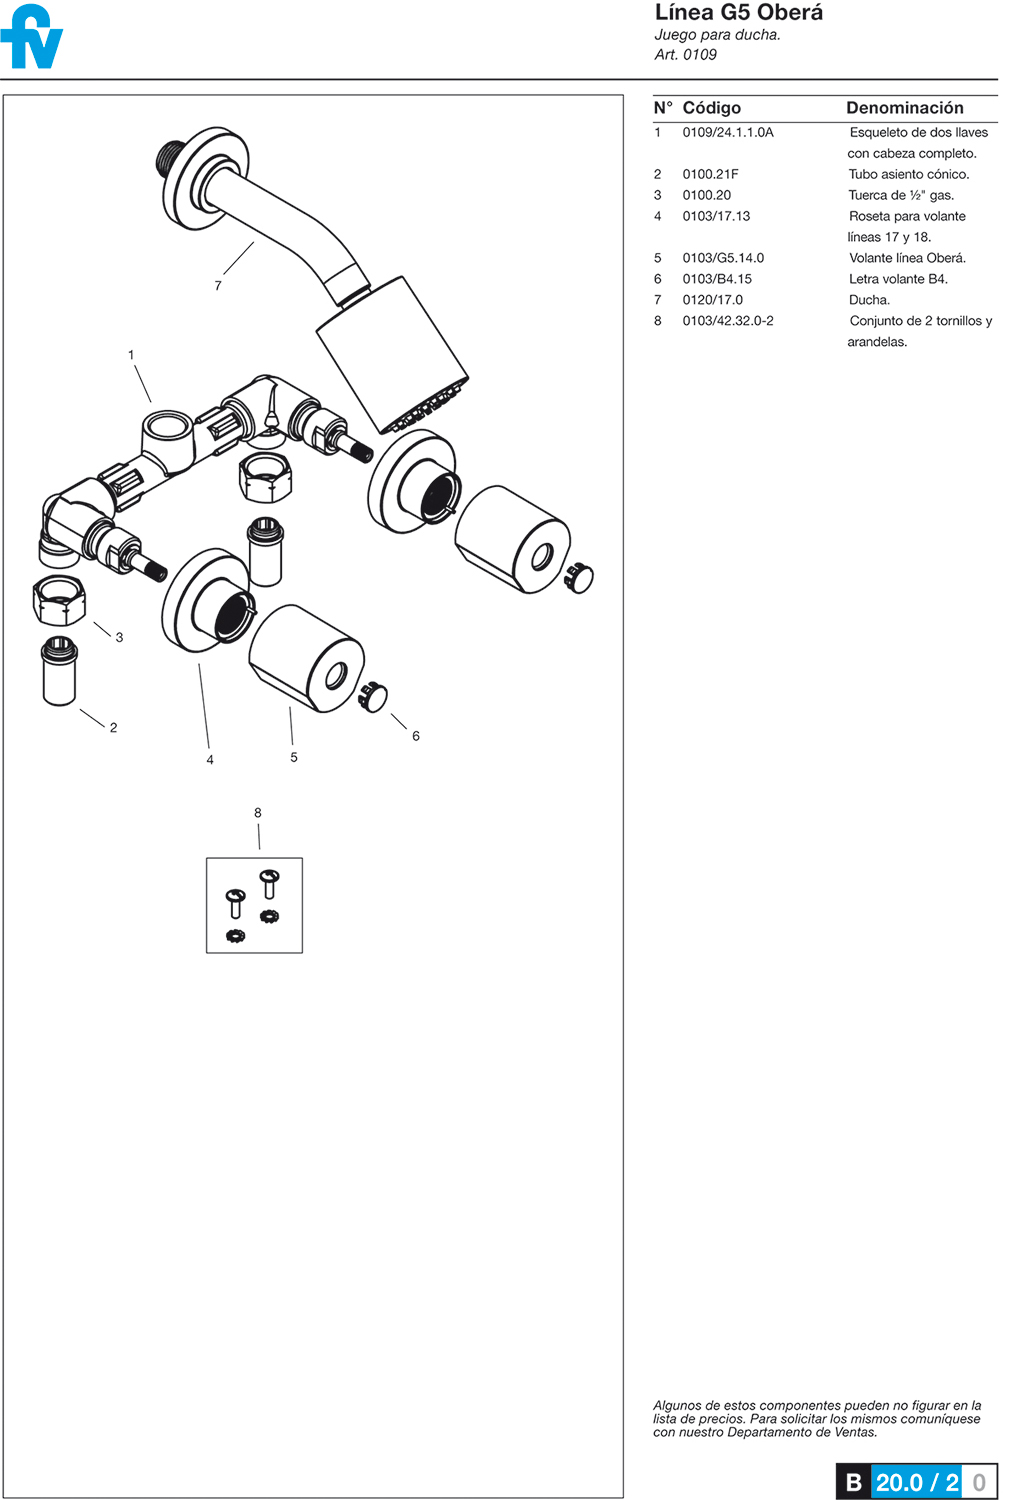 fv
Línea G5 Oberá
Juego para ducha.
Art. 0109
N° Código Denominación
1 0109/24.1.1.0A Esqueleto de dos llaves
con cabeza completo.
2 0100.21F Tubo asiento cónico.
3 0100.20 Tuerca de ½" gas.
4 0103/17.13 Roseta para volante
líneas 17 y 18.
5 0103/G5.14.0 Volante línea Oberá.
6 0103/B4.15 Letra volante B4.
7 0120/17.0 Ducha.
8 0103/42.32.0-2 Conjunto de 2 tornillos y
arandelas.
7
1
3
2
4
5
6
8
Algunos de estos componentes pueden no figurar en la
lista de precios. Para solicitar los mismos comuníquese
con nuestro Departamento de Ventas.
B 20.0 / 2 0